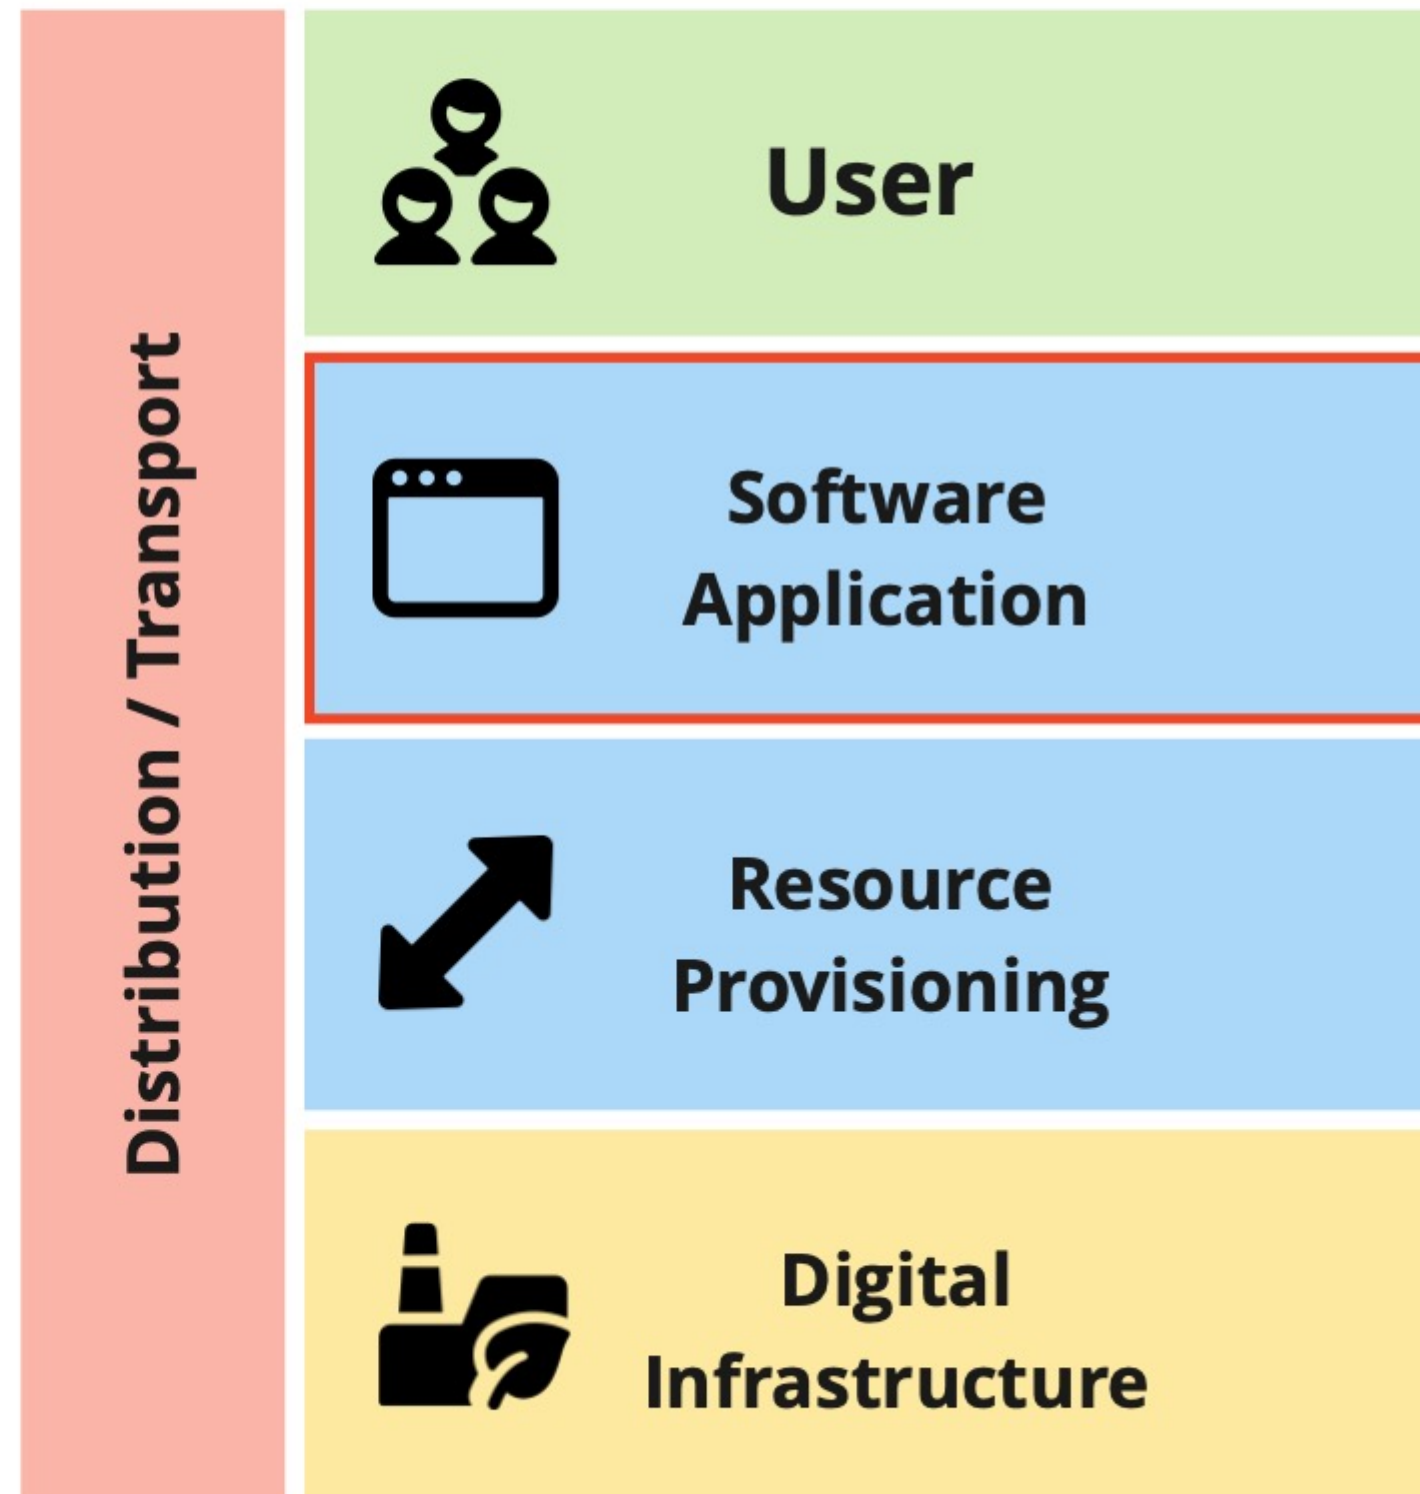 Distribution / Transport
User
Software
Application
Resource
Provisioning
Digital
Infrastructure